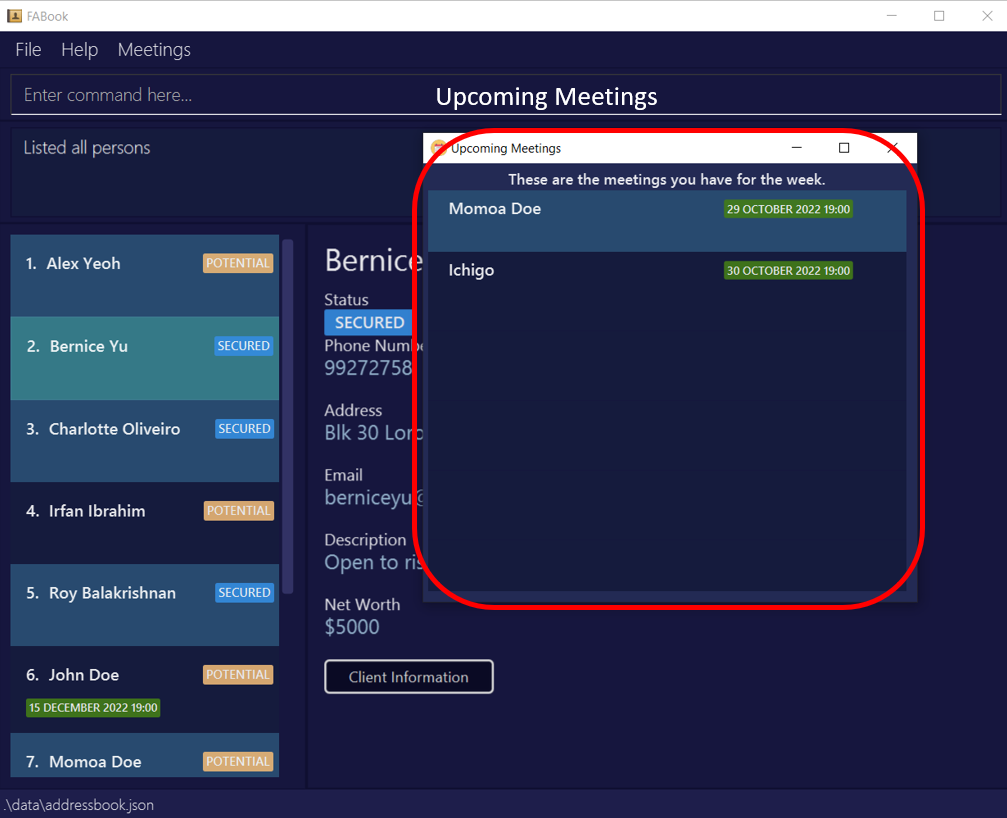 FABook
File Help Meetings
Enter command here...
Upcoming Meetings
Listed all persons
Upcoming Meetings
These are the meetings you have for the week.
Momoa Doe 29 OCTOBER 2022 19:00
Ichigo 30 OCTOBER 2022 19:00
1. Alex Yeoh POTENTIAL
2. Bernice Yu SECURED
3. Charlotte Oliveiro SECURED
4. Irfan Ibrahim POTENTIAL
5. Roy Balakrishnan SECURED
6. John Doe POTENTIAL
15 DECEMBER 2022 19:00
7. Momoa Doe POTENTIAL
Bernice
Status
SECURED
Phone
99272758
Address
Blk 30
Email
Description
Open to
Net Worth
$5000
Client Information
.\data\addressbook.json